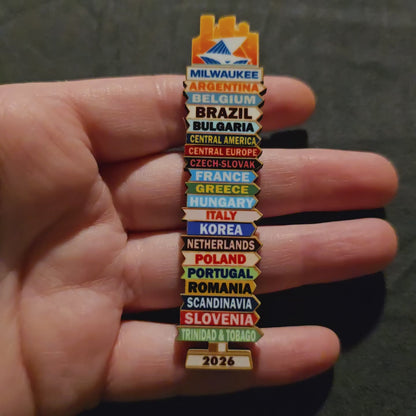 MILWAUKEE
ARGENTINA
BELGIUM
BRAZIL
BULGARIA
CENTRAL AMERICA
CENTRAL EUROPE
CZECH-SLOVAK
FRANCE
GREECE
HUNGARY
ITALY
KOREA
NETHERLANDS
POLAND
PORTUGAL
ROMANIA
SCANDINAVIA
SLOVENIA
TRINIDAD & TOBAGO
2026